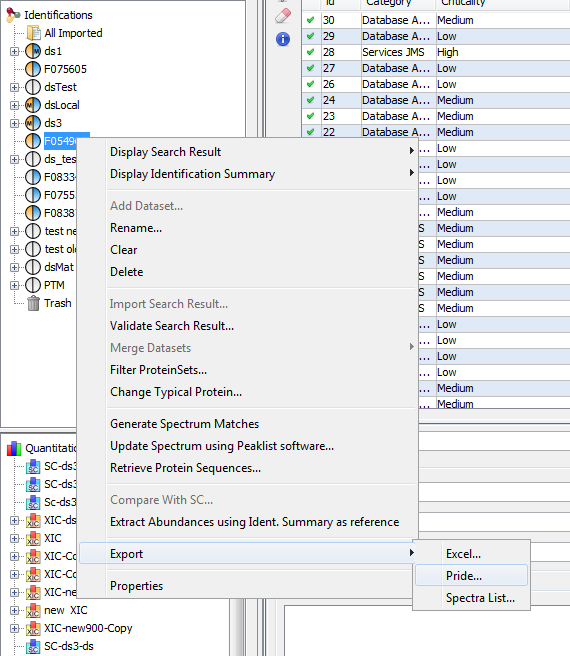 Identifications
All Imported
ds1
F075605
dsTest
dsLocal
ds3
F0549
ds_tes
F0833
F0755
F0838
test ne
test old
dsMat
PTM
Trash
Id Category Criticality
30 Database A... Medium
29 Database A... Low
28 Services JMS High
27 Database A... Low
26 Database A... Low
24 Database A... Medium
23 Database A... Medium
22 Database A... Medium
... Low
... Low
... Low
... Low
... Medium
S Medium
S Medium
S Medium
S Medium
S Medium
S Medium
... Low
... Low
... Low
... Low
... Medium
... Medium
Display Search Result
Display Identification Summary
Add Dataset...
Rename...
Clear
Delete
Import Search Result...
Validate Search Result...
Merge Datasets
Filter ProteinSets...
Change Typical Protein...
Generate Spectrum Matches
Update Spectrum using Peaklist software...
Retrieve Protein Sequences...
Compare With SC...
Extract Abundances using Ident. Summary as reference
Export
Properties
Excel...
Pride...
Spectra List...
Quantitat
SC-ds3
SC-ds3
Sc-ds3
XIC-ds
XIC
XIC-Co
XIC-Co
XIC-ne
new XIC
XIC-new900-Copy
SC-ds3-ds